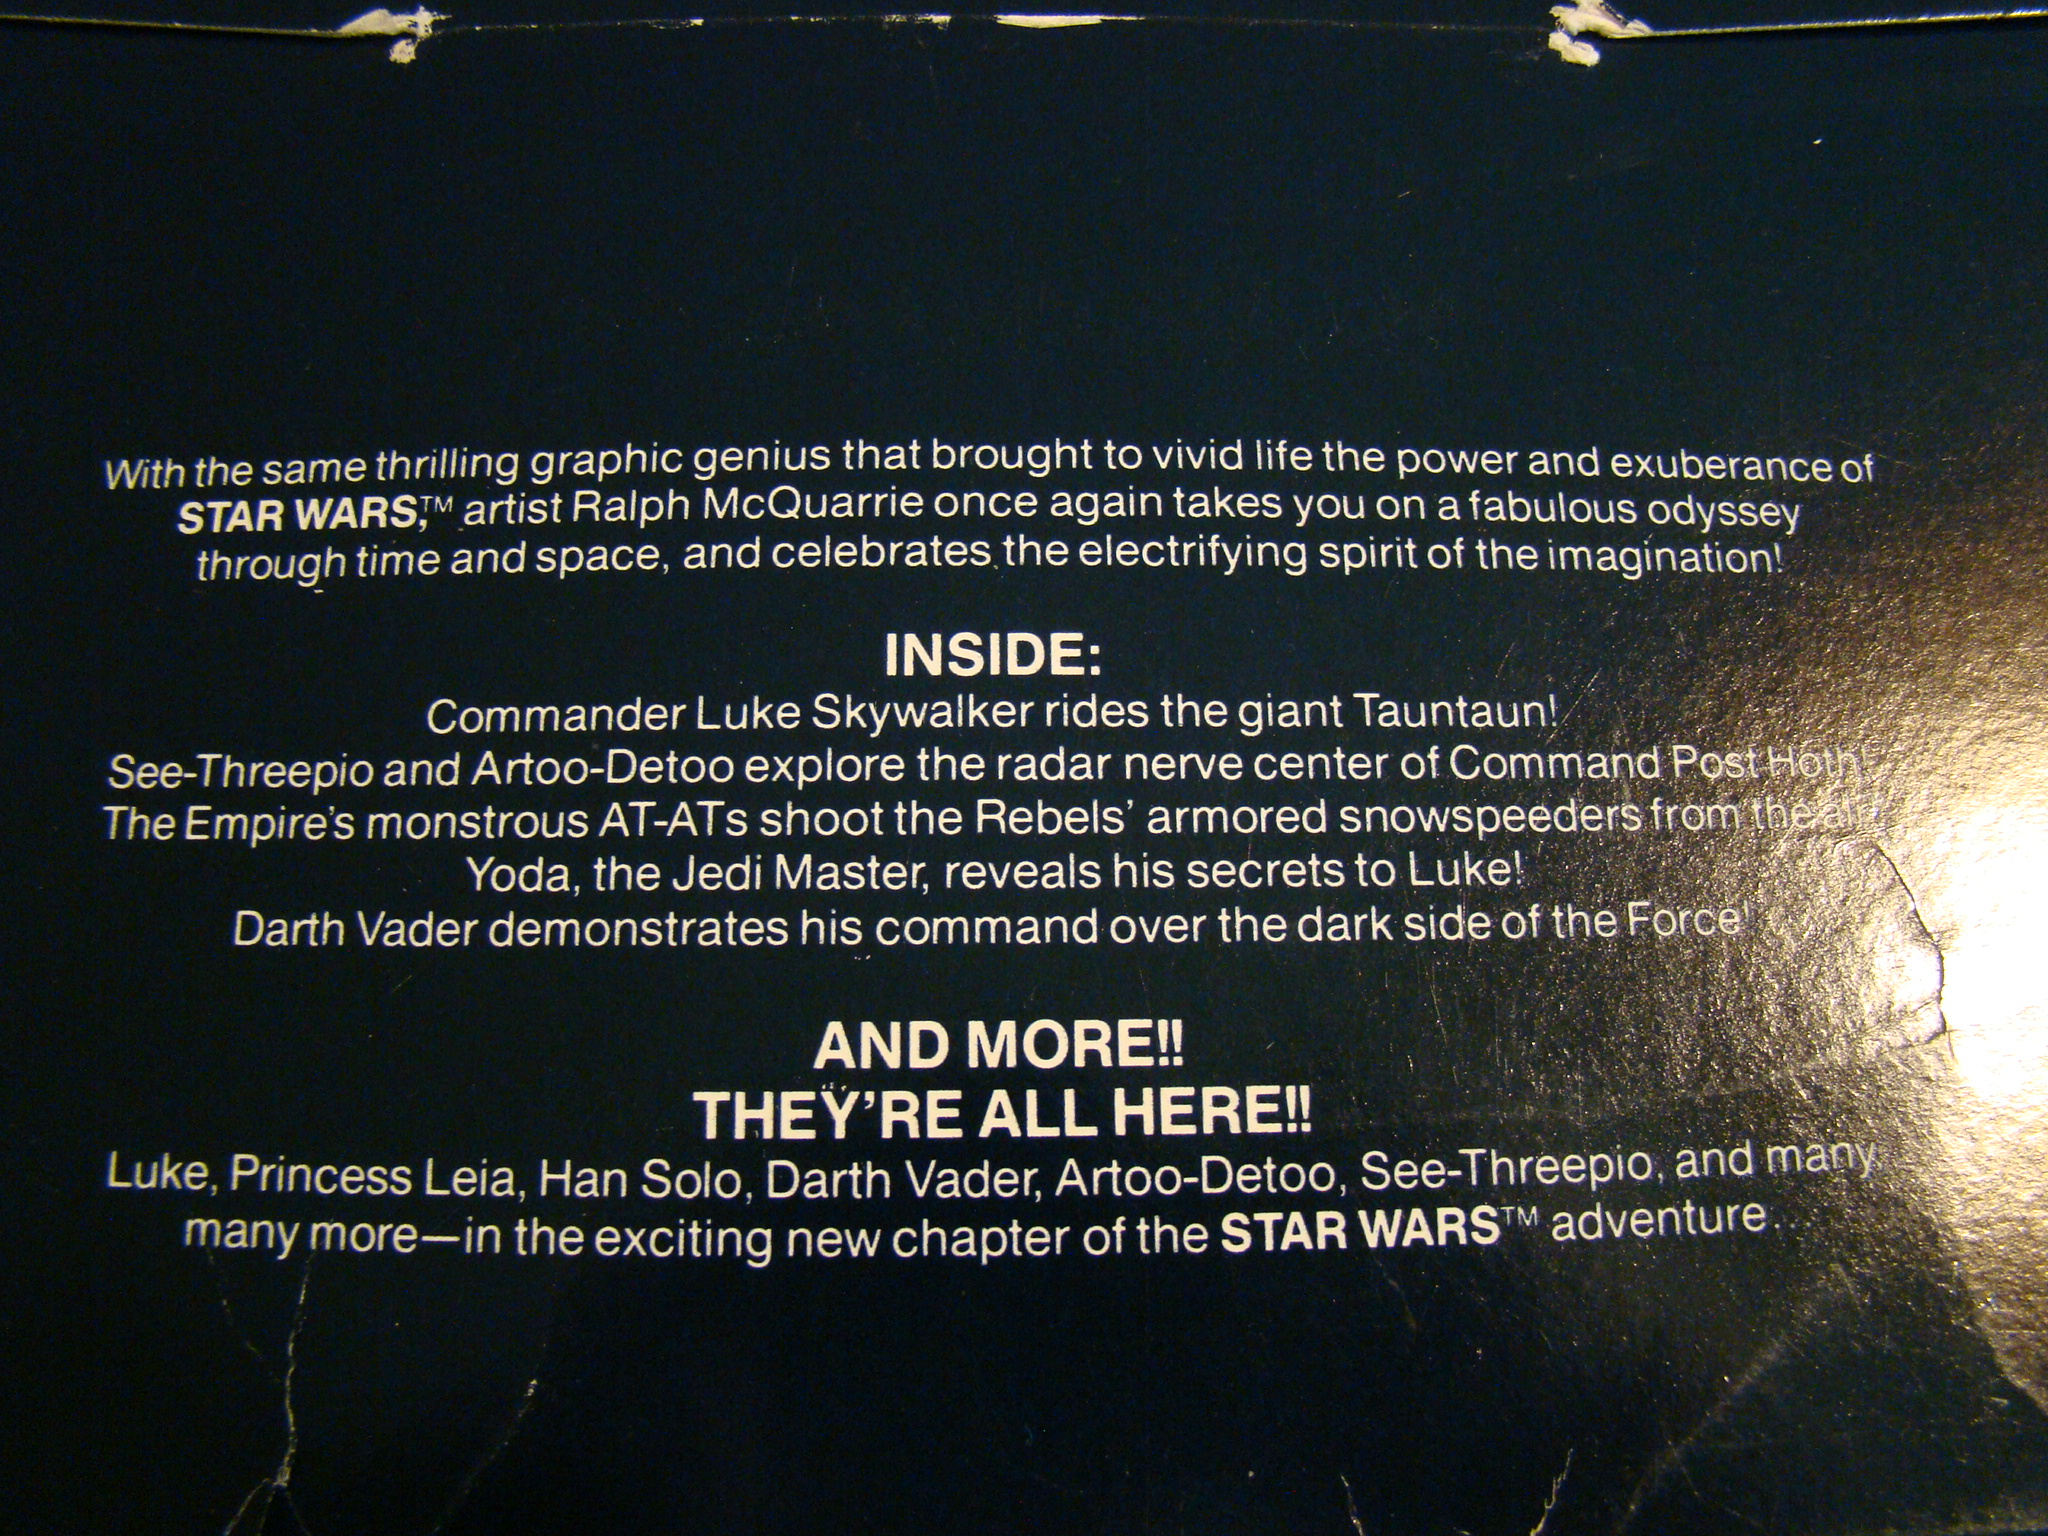 With the same thrilling graphic genius that brought to vivid life the power and exuberance of
STAR WARS,™ artist Ralph McQuarrie once again takes you on a fabulous odyssey
through time and space, and celebrates the electrifying spirit of the imagination!
INSIDE:
Commander Luke Skywalker rides the giant Tauntaun!
See-Threepio and Artoo-Detoo explore the radar nerve center of Command Post Hoth!
The Empire's monstrous AT-ATs shoot the Rebels' armored snowspeeders from the air!
Yoda, the Jedi Master, reveals his secrets to Luke!
Darth Vader demonstrates his command over the dark side of the Force!
AND MORE!!
THEY'RE ALL HERE!!
Luke, Princess Leia, Han Solo, Darth Vader, Artoo-Detoo, See-Threepio, and many
many more—in the exciting new chapter of the STAR WARS™ adventure...